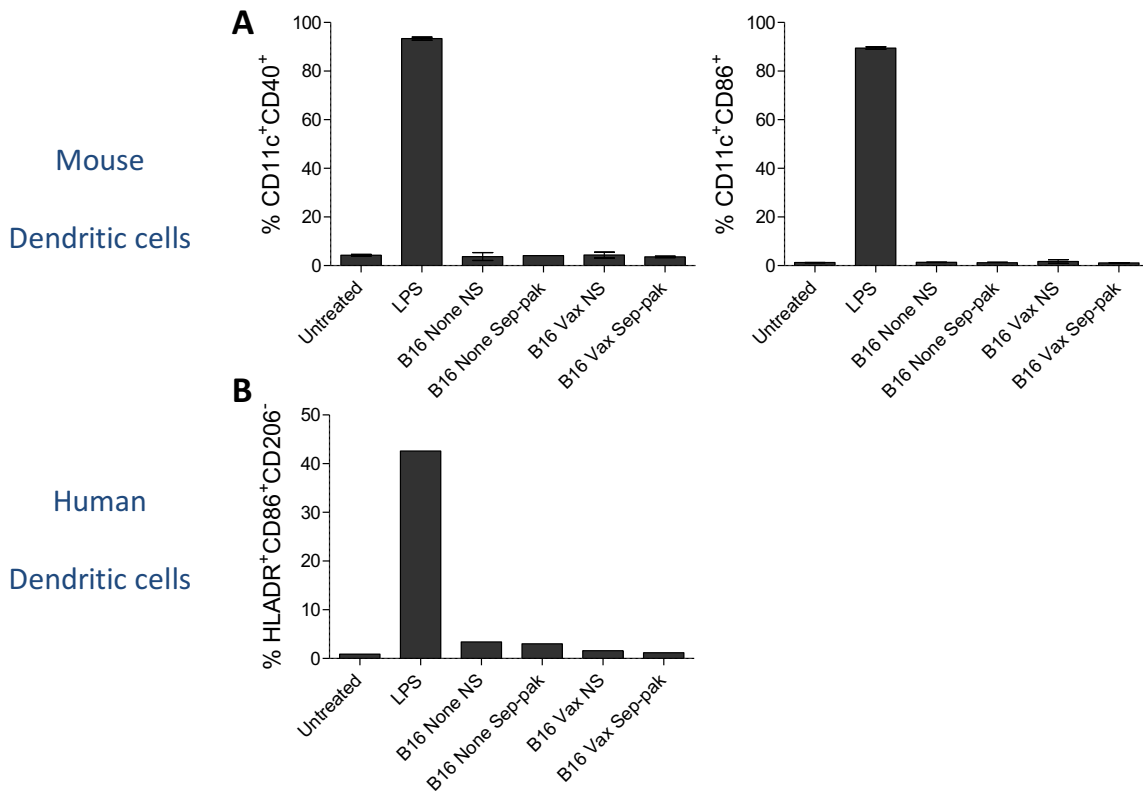 A
Mouse
Dendritic cells
% CD11c⁺CD40⁺
100
80
60
40
20
0
Untreated
LPS
B16 None NS
B16 None Sep-pak
B16 Vax NS
B16 Vax Sep-pak
% CD11c⁺CD86⁺
100
80
60
40
20
0
Untreated
LPS
B16 None NS
B16 None Sep-pak
B16 Vax NS
B16 Vax Sep-pak
B
Human
Dendritic cells
% HLADR⁺CD86⁺CD206⁻
50
40
30
20
10
0
Untreated
LPS
B16 None NS
B16 None Sep-pak
B16 Vax NS
B16 Vax Sep-pak